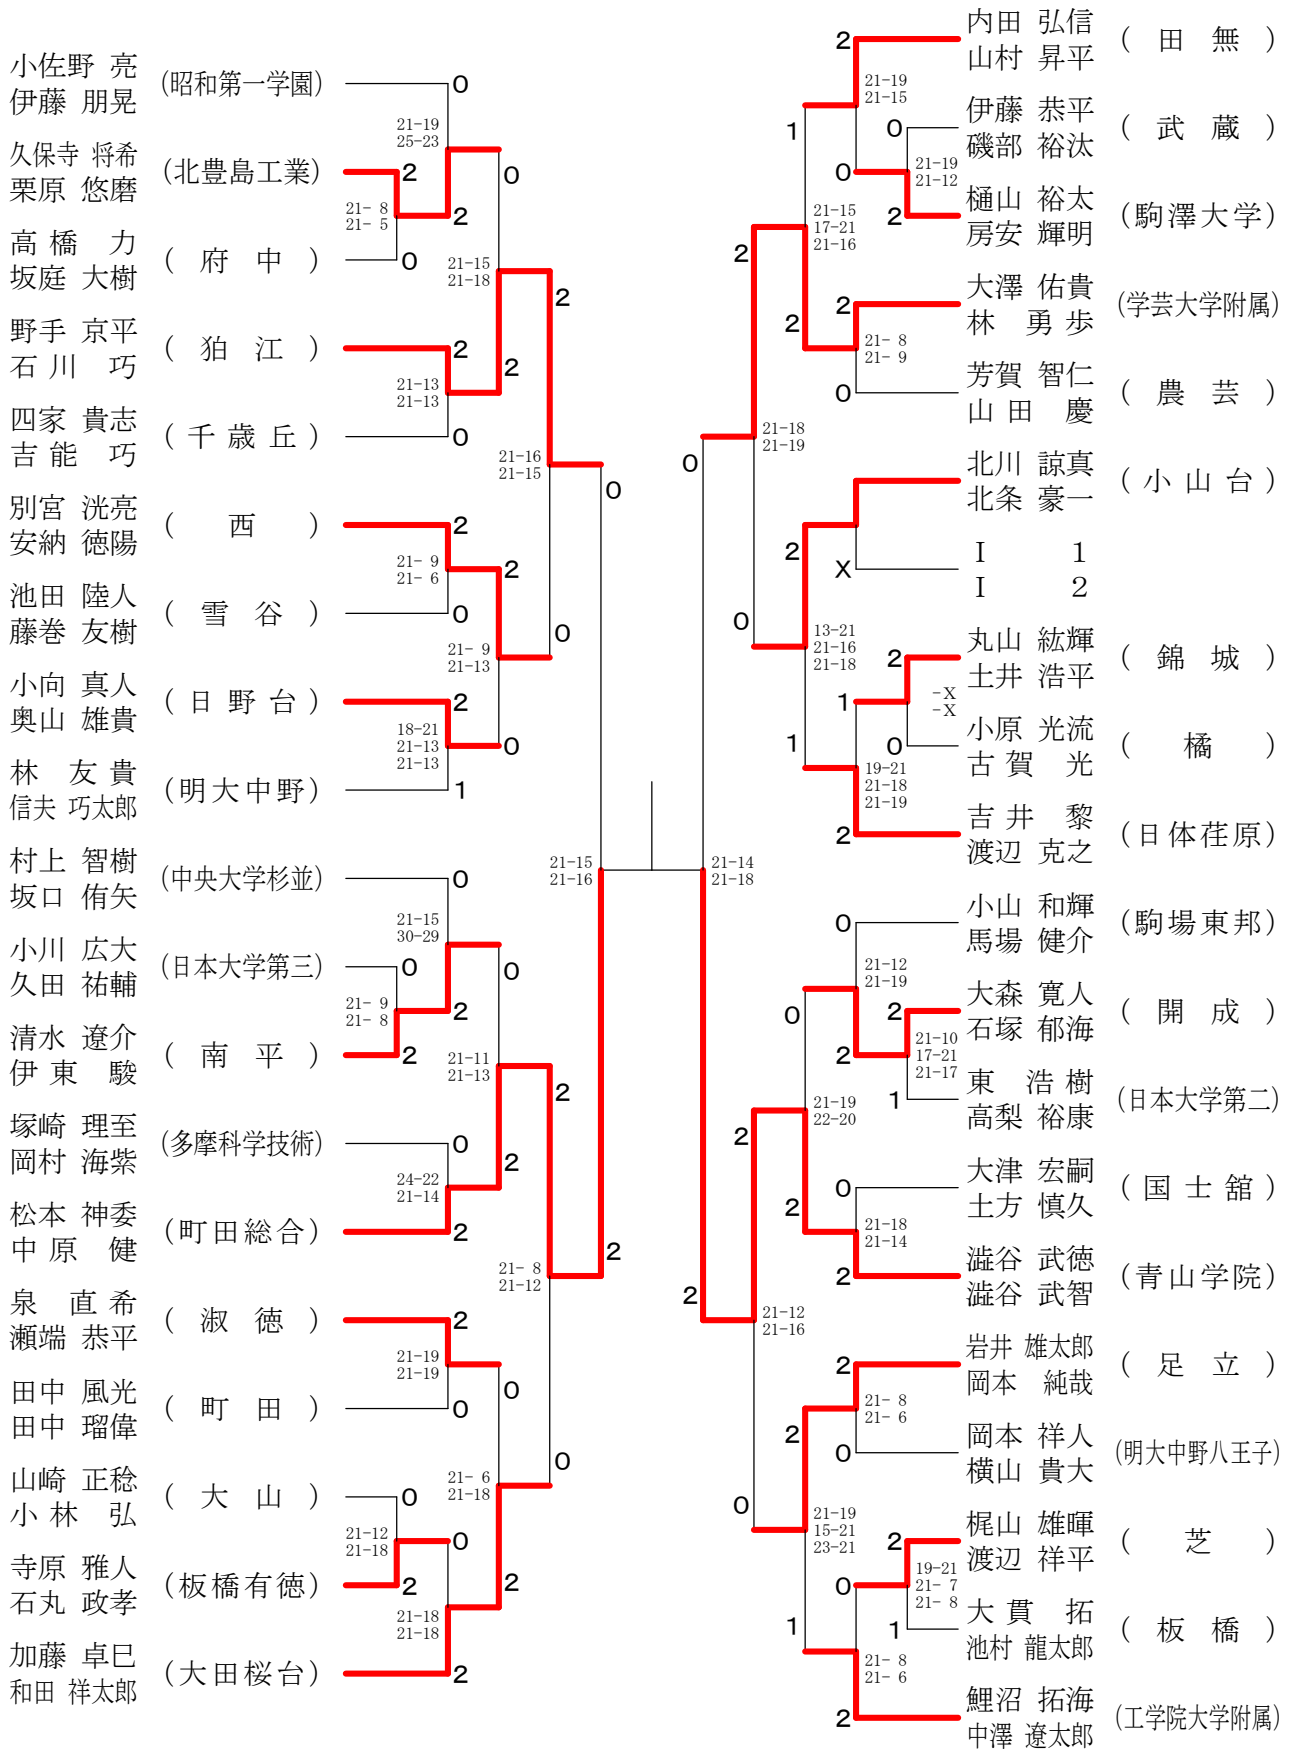 小佐野 亮
伊藤 朋晃
(昭和第一学園)
0
21-19
25-23
久保寺 将希
栗原 悠磨
(北豊島工業)
2
0
21- 8
21- 5
2
高橋 力
坂庭 大樹
( 府 中 )
0
21-15
21-18
2
野手 京平
石川 巧
( 狛 江 )
2
2
21-13
21-13
四家 貴志
吉能 巧
( 千歳丘 )
0
21-16
21-15
0
別宮 洸亮
安納 徳陽
( 西 )
2
21- 9
21- 6
2
池田 陸人
藤巻 友樹
( 雪 谷 )
0
0
21- 9
21-13
小向 真人
奥山 雄貴
( 日野台 )
2
18-21
21-13
21-13
0
林 友貴
信夫 巧太郎
(明大中野)
1
21-15
21-16
村上 智樹
坂口 侑矢
(中央大学杉並)
0
21-15
30-29
小川 広大
久田 祐輔
(日本大学第三)
0
0
21- 9
21- 8
2
清水 遼介
伊東 駿
( 南 平 )
2
21-11
21-13
2
塚崎 理至
岡村 海紫
(多摩科学技術)
0
2
24-22
21-14
松本 神委
中原 健
(町田総合)
2
2
21- 8
21-12
泉 直希
瀬端 恭平
( 淑 徳 )
2
21-19
21-19
0
田中 風光
田中 瑠偉
( 町 田 )
0
0
21- 6
21-18
山崎 正稔
小林 弘
( 大 山 )
0
21-12
21-18
0
寺原 雅人
石丸 政孝
(板橋有徳)
2
2
21-18
21-18
加藤 卓巳
和田 祥太郎
(大田桜台)
2
2
内田 弘信
山村 昇平
( 田 無 )
21-19
21-15
1
0
伊藤 恭平
磯部 裕汰
( 武 蔵 )
0
21-19
21-12
2
樋山 裕太
房安 輝明
(駒澤大学)
21-15
17-21
21-16
2
2
大澤 佑貴
林 勇歩
(学芸大学附属)
2
21- 8
21- 9
0
芳賀 智仁
山田 慶
( 農 芸 )
21-18
21-19
0
北川 諒真
北条 豪一
( 小山台 )
2
X
I 1
I 2
0
13-21
21-16
21-18
2
丸山 紘輝
土井 浩平
( 錦 城 )
1
-X
-X
1
0
小原 光流
古賀 光
( 橘 )
19-21
21-18
21-19
2
吉井 黎
渡辺 克之
(日体荏原)
21-14
21-18
0
小山 和輝
馬場 健介
(駒場東邦)
21-12
21-19
0
2
大森 寛人
石塚 郁海
( 開 成 )
2
21-10
17-21
21-17
1
東 浩樹
高梨 裕康
(日本大学第二)
21-19
22-20
2
0
大津 宏嗣
土方 慎久
( 国士舘 )
2
21-18
21-14
2
澁谷 武徳
澁谷 武智
(青山学院)
2
21-12
21-16
2
岩井 雄太郎
岡本 純哉
( 足 立 )
21- 8
21- 6
2
0
岡本 祥人
横山 貴大
(明大中野八王子)
0
21-19
15-21
23-21
2
梶山 雄暉
渡辺 祥平
( 芝 )
0
19-21
21- 7
21- 8
1
1
大貫 拓
池村 龍太郎
( 板 橋 )
21- 8
21- 6
2
鯉沼 拓海
中澤 遼太郎
(工学院大学附属)